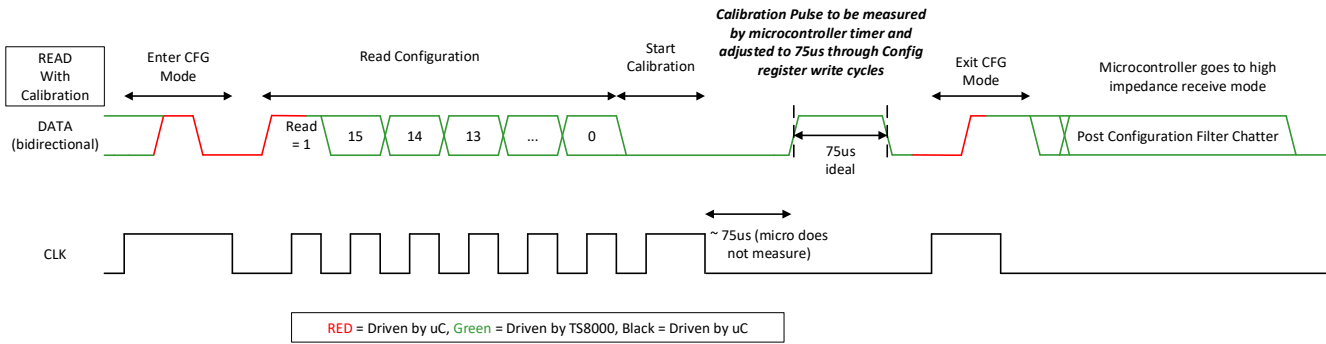 READ
With
Calibration
Enter CFG
Mode
Read Configuration
Start
Calibration
Calibration Pulse to be measured
by microcontroller timer and
adjusted to 75us through Config
register write cycles
Exit CFG
Mode
Microcontroller goes to high
impedance receive mode
DATA
(bidirectional)
Read
= 1
15
14
13
...
0
75us
ideal
Post Configuration Filter Chatter
CLK
~ 75us (micro does
not measure)
RED = Driven by uC, Green = Driven by TS8000, Black = Driven by uC